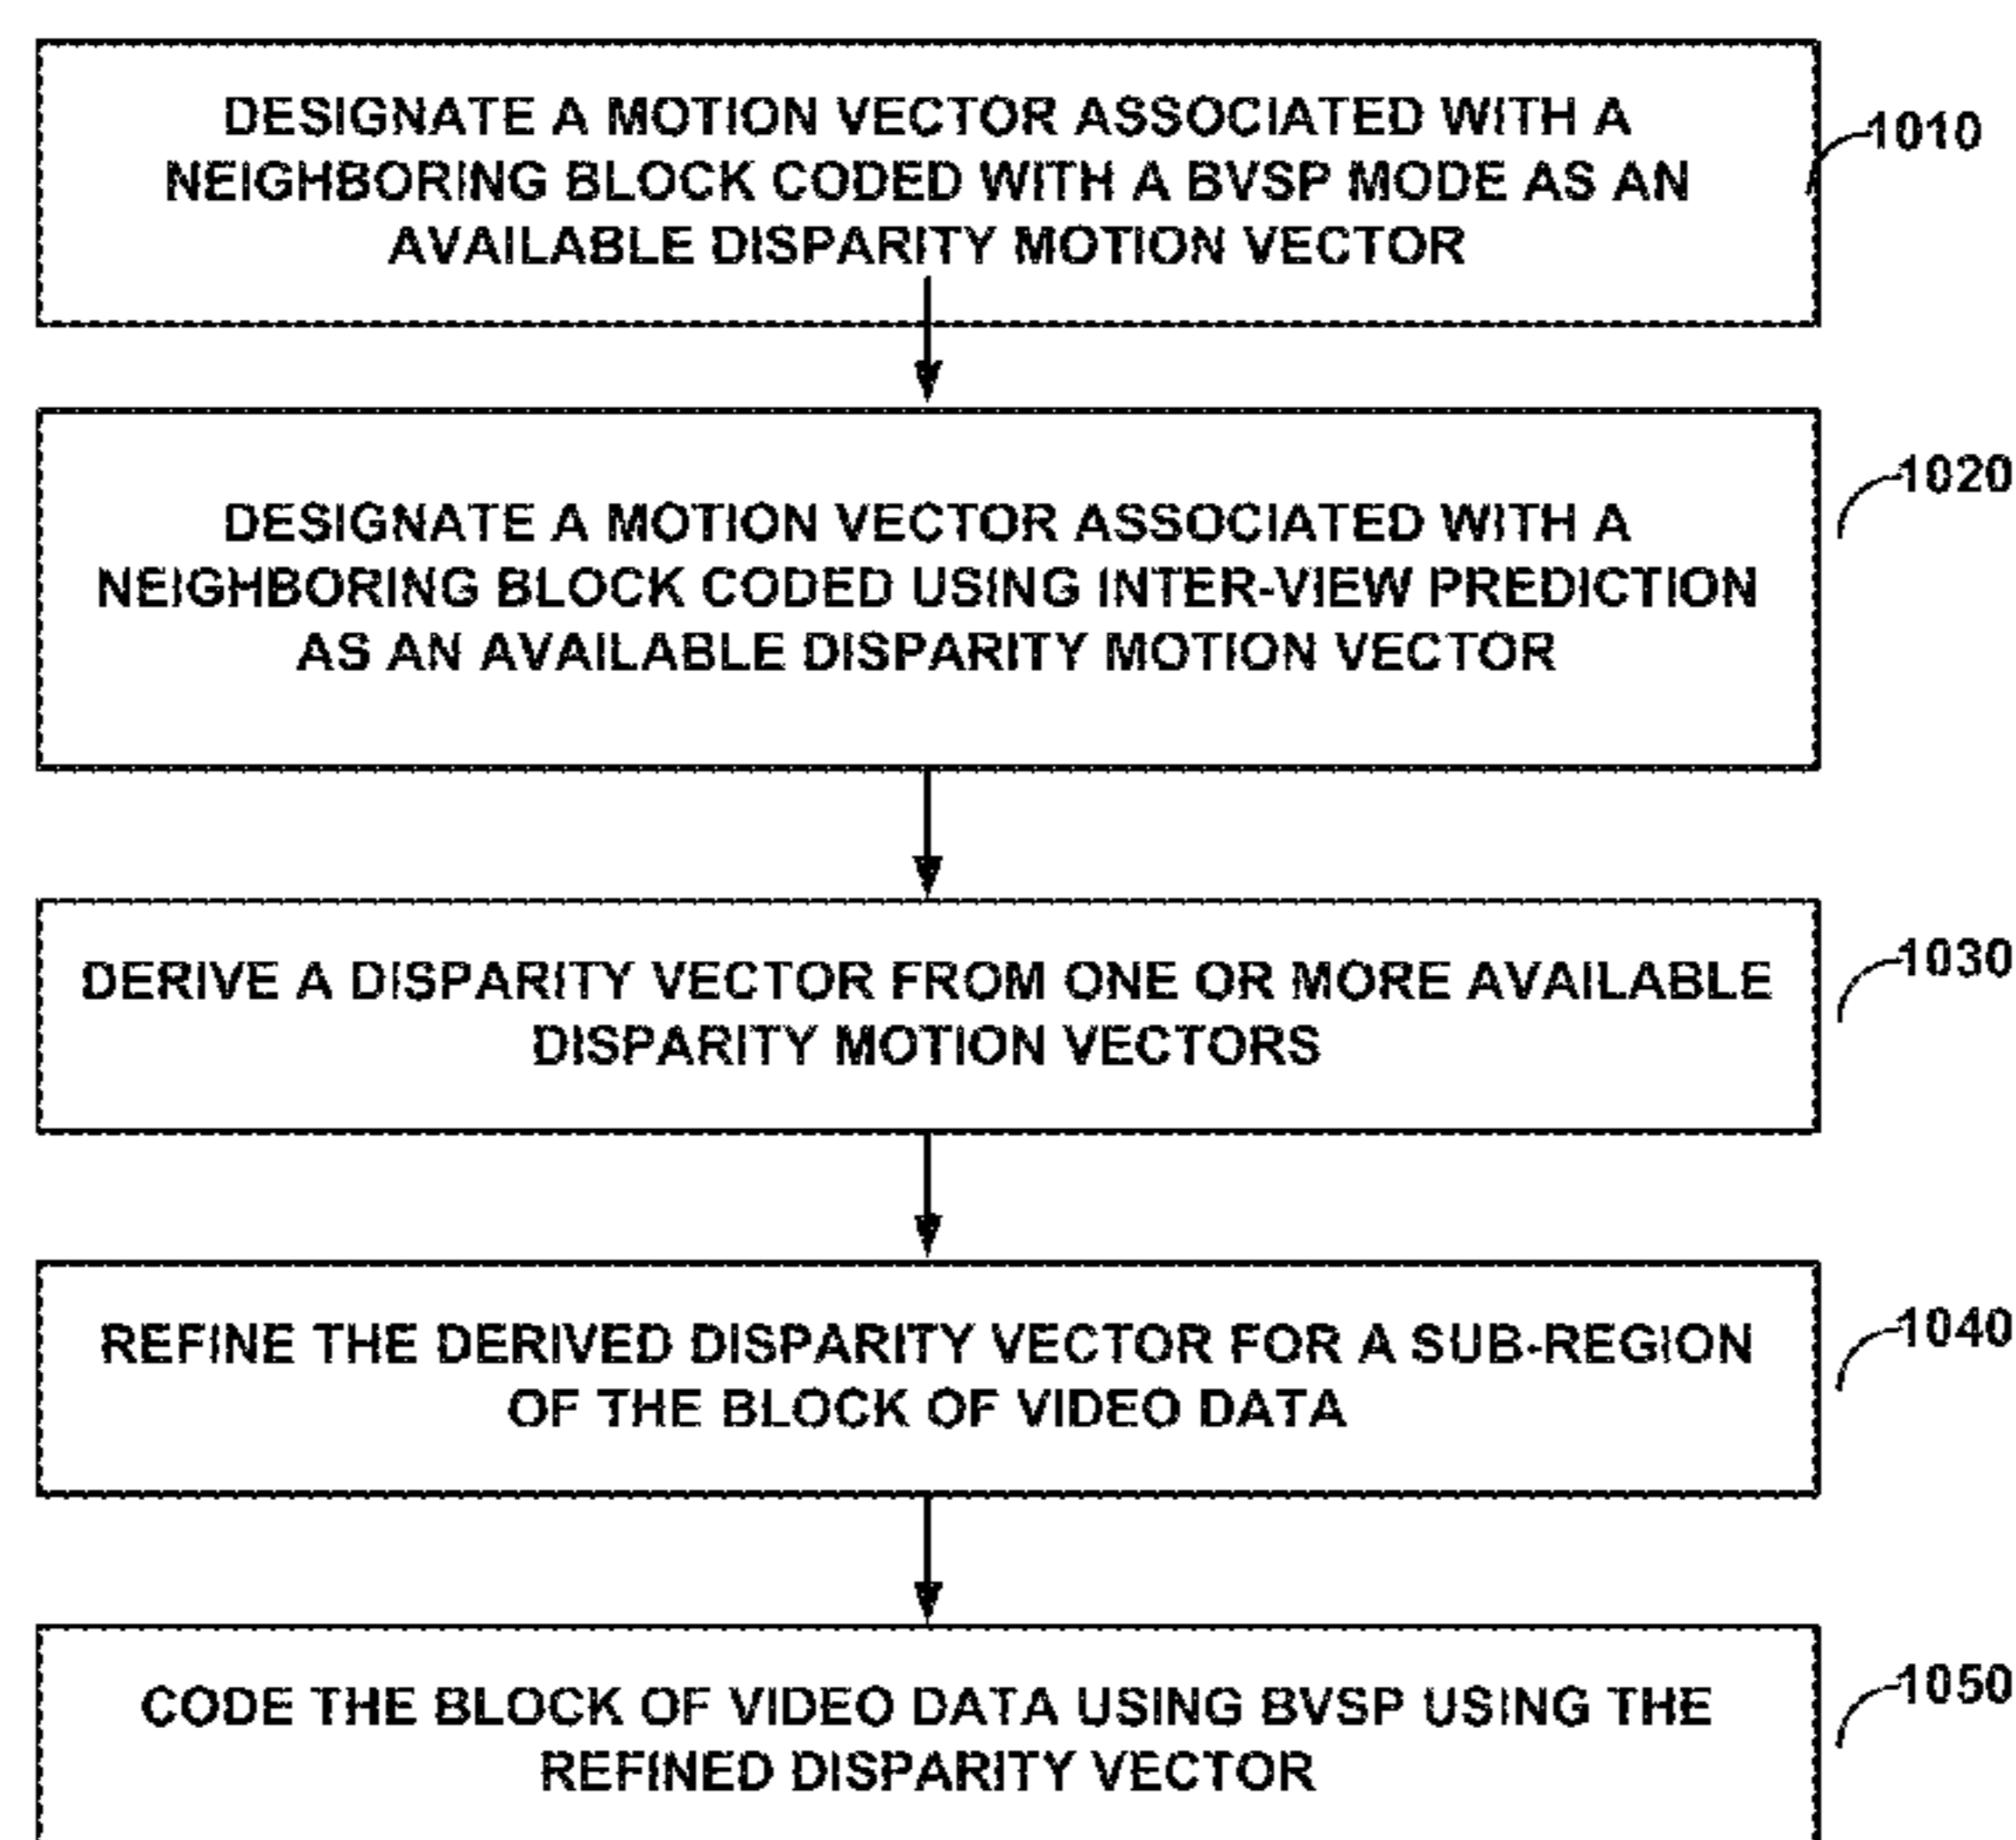 DESIGNATE A MOTION VECTOR ASSOCIATED WITH A
NEIGHBORING BLOCK CODED WITH A BVSP MODE AS AN
AVAILABLE DISPARITY MOTION VECTOR
1010
DESIGNATE A MOTION VECTOR ASSOCIATED WITH A
NEIGHBORING BLOCK CODED USING INTER-VIEW PREDICTION
AS AN AVAILABLE DISPARITY MOTION VECTOR
1020
DERIVE A DISPARITY VECTOR FROM ONE OR MORE AVAILABLE
DISPARITY MOTION VECTORS
1030
REFINE THE DERIVED DISPARITY VECTOR FOR A SUB-REGION
OF THE BLOCK OF VIDEO DATA
1040
CODE THE BLOCK OF VIDEO DATA USING BVSP USING THE
REFINED DISPARITY VECTOR
1050